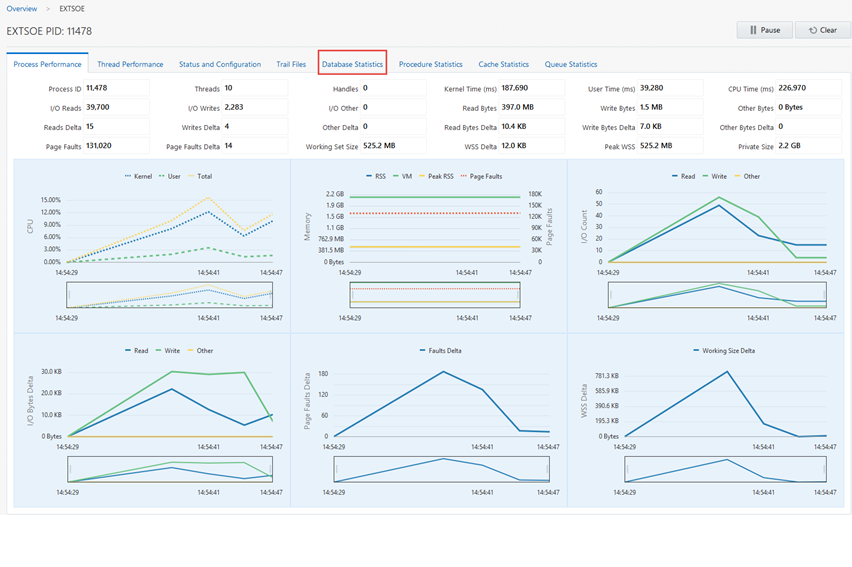 Overview > EXTSOE
EXTSOE PID: 11478
Pause Clear
Process Performance Thread Performance Status and Configuration Trail Files Database Statistics Procedure Statistics Cache Statistics Queue Statistics
Process ID 11,478 Threads 10 Handles 0 Kernel Time (ms) 187,690 User Time (ms) 39,280 CPU Time (ms) 226,970
I/O Reads 39,700 I/O Writes 2,283 I/O Other 0 Read Bytes 397.0 MB Write Bytes 1.5 MB Other Bytes 0 Bytes
Reads Delta 15 Writes Delta 4 Other Delta 0 Read Bytes Delta 10.4 KB Write Bytes Delta 7.0 KB Other Bytes Delta 0
Page Faults 131,020 Page Faults Delta 14 Working Set Size 525.2 MB WSS Delta 12.0 KB Peak WSS 525.2 MB Private Size 2.2 GB
Kernel User Total
CPU
15.00%
12.00%
9.00%
6.00%
3.00%
0.00%
14:54:29 14:54:41 14:54:47
14:54:29 14:54:41 14:54:47
RSS VM Peak RSS Page Faults
Memory
2.2 GB
1.9 GB
1.5 GB
1.1 GB
762.9 MB
381.5 MB
0 Bytes
180K
150K
120K
90K
60K
30K
0
Page Faults
14:54:29 14:54:41 14:54:47
14:54:29 14:54:41 14:54:47
Read Write Other
I/O Count
60
50
40
30
20
10
0
14:54:29 14:54:41 14:54:47
14:54:29 14:54:41 14:54:47
Read Write Other
I/O Bytes Delta
30.0 KB
20.0 KB
10.0 KB
0 Bytes
14:54:29 14:54:41 14:54:47
14:54:29 14:54:41 14:54:47
Faults Delta
Page Faults Delta
180
120
60
0
14:54:29 14:54:41 14:54:47
14:54:29 14:54:41 14:54:47
Working Size Delta
WSS Delta
781.3 KB
585.9 KB
390.6 KB
195.3 KB
0 Bytes
14:54:29 14:54:41 14:54:47
14:54:29 14:54:41 14:54:47